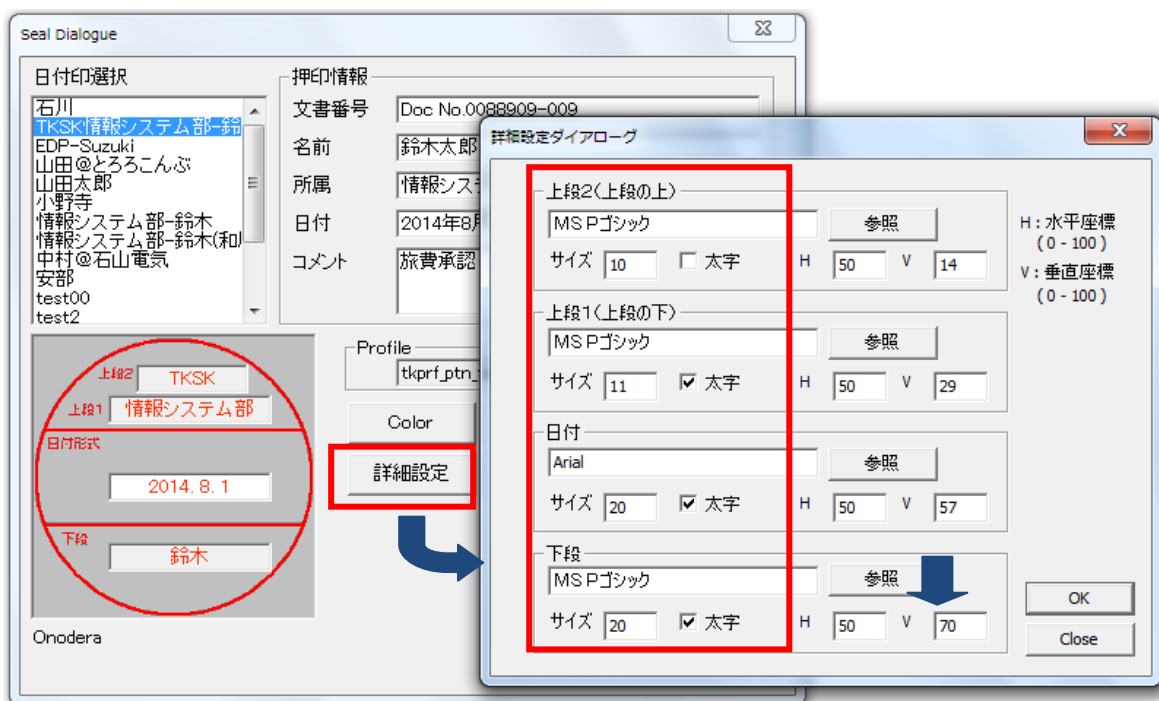 Seal Dialogue
日付印選択
石川
TKSK情報システム部-鈴
EDP-Suzuki
山田@とろろこんぶ
山田太郎
小野寺
情報システム部-鈴木
情報システム部-鈴木(和
中村@石山電気
安部
test00
test2
押印情報
文書番号 Doc No.0088909-009
名前 鈴木太郎
所属 情報シス
日付 2014年8
コメント 旅費承認
上段2 TKSK
上段1 情報システム部
日付形式
2014. 8. 1
下段
鈴木
Onodera
Profile
tkprf_ptn_
Color
詳細設定
詳細設定ダイアローグ
上段2(上段の上)
MS Pゴシック 参照
サイズ 10 太字 H 50 V 14
上段1(上段の下)
MS Pゴシック 参照
サイズ 11 太字 H 50 V 29
日付
Arial 参照
サイズ 20 太字 H 50 V 57
下段
MS Pゴシック 参照
サイズ 20 太字 H 50 V 70
H:水平座標
(0-100)
V:垂直座標
(0-100)
OK
Close